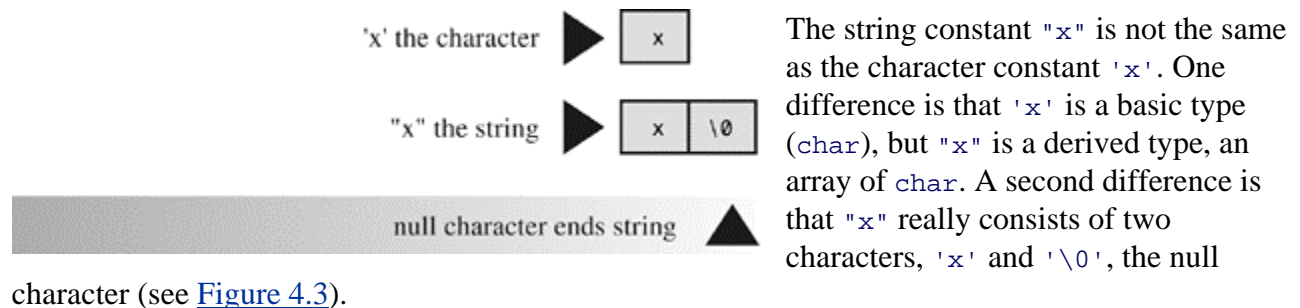 'x' the character
x
"x" the string
x \0
null character ends string
The string constant "x" is not the same
as the character constant 'x'. One
difference is that 'x' is a basic type
(char), but "x" is a derived type, an
array of char. A second difference is
that "x" really consists of two
characters, 'x' and '\0', the null
character (see Figure 4.3).